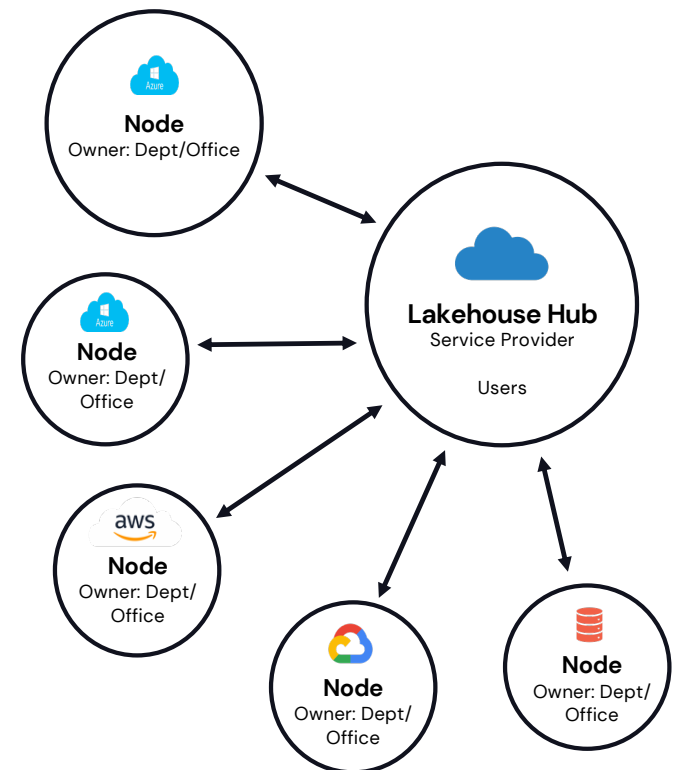 Azure
Node
Owner: Dept/Office
Lakehouse Hub
Service Provider
Users
Azure
Node
Owner: Dept/
Office
aws
Node
Owner: Dept/
Office
Node
Owner: Dept/
Office
Node
Owner: Dept/
Office